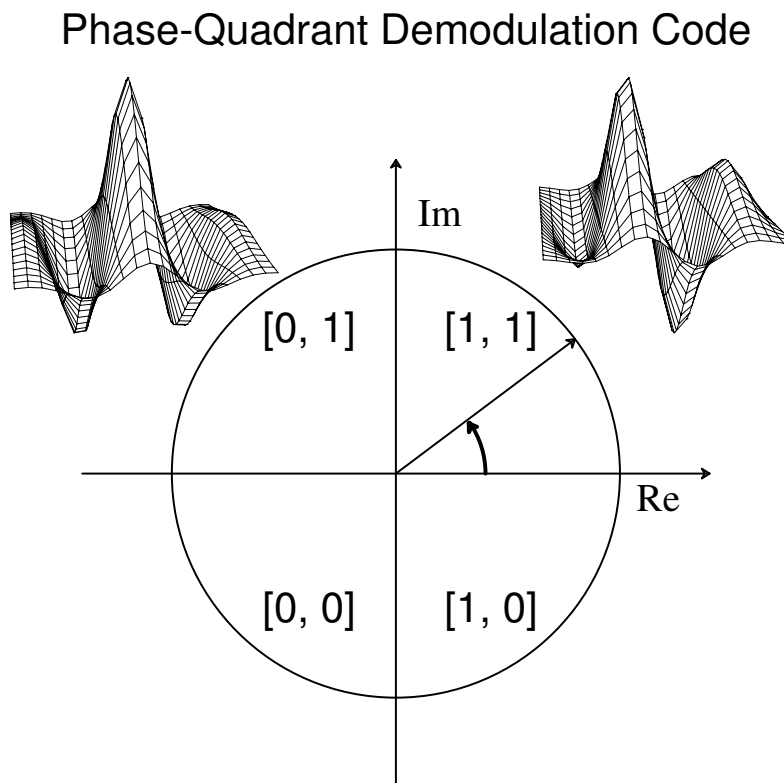 Phase-Quadrant Demodulation Code
Im
[0, 1]
[1, 1]
Re
[0, 0]
[1, 0]